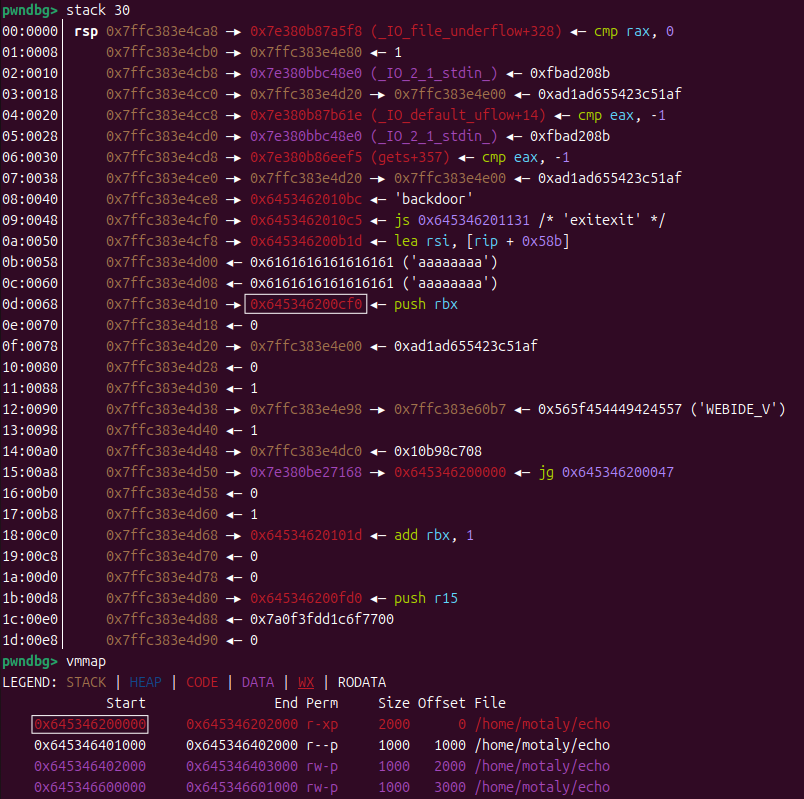 pwndbg> stack 30
00:0000│ rsp 0x7ffc383e4ca8 —▸ 0x7e380b87a5f8 (_IO_file_underflow+328) ◂— cmp rax, 0
01:0008│     0x7ffc383e4cb0 —▸ 0x7ffc383e4e80 ◂— 1
02:0010│     0x7ffc383e4cb8 —▸ 0x7e380bbc48e0 (_IO_2_1_stdin_) ◂— 0xfbad208b
03:0018│     0x7ffc383e4cc0 —▸ 0x7ffc383e4d20 —▸ 0x7ffc383e4e00 ◂— 0xad1ad655423c51af
04:0020│     0x7ffc383e4cc8 —▸ 0x7e380b87b61e (_IO_default_uflow+14) ◂— cmp eax, -1
05:0028│     0x7ffc383e4cd0 —▸ 0x7e380bbc48e0 (_IO_2_1_stdin_) ◂— 0xfbad208b
06:0030│     0x7ffc383e4cd8 —▸ 0x7e380b86eef5 (gets+357) ◂— cmp eax, -1
07:0038│     0x7ffc383e4ce0 —▸ 0x7ffc383e4d20 —▸ 0x7ffc383e4e00 ◂— 0xad1ad655423c51af
08:0040│     0x7ffc383e4ce8 —▸ 0x6453462010bc ◂— 'backdoor'
09:0048│     0x7ffc383e4cf0 —▸ 0x6453462010c5 ◂— js 0x645346201131 /* 'exitexit' */
0a:0050│     0x7ffc383e4cf8 —▸ 0x645346200b1d ◂— lea rsi, [rip + 0x58b]
0b:0058│     0x7ffc383e4d00 ◂— 0x6161616161616161 ('aaaaaaaa')
0c:0060│     0x7ffc383e4d08 ◂— 0x6161616161616161 ('aaaaaaaa')
0d:0068│     0x7ffc383e4d10 —▸ 0x645346200cf0 ◂— push rbx
0e:0070│     0x7ffc383e4d18 ◂— 0
0f:0078│     0x7ffc383e4d20 —▸ 0x7ffc383e4e00 ◂— 0xad1ad655423c51af
10:0080│     0x7ffc383e4d28 ◂— 0
11:0088│     0x7ffc383e4d30 ◂— 1
12:0090│     0x7ffc383e4d38 —▸ 0x7ffc383e4e98 —▸ 0x7ffc383e60b7 ◂— 0x565f454449424557 ('WEBIDE_V')
13:0098│     0x7ffc383e4d40 ◂— 1
14:00a0│     0x7ffc383e4d48 —▸ 0x7ffc383e4dc0 ◂— 0x10b98c708
15:00a8│     0x7ffc383e4d50 —▸ 0x7e380be27168 —▸ 0x645346200000 ◂— jg 0x645346200047
16:00b0│     0x7ffc383e4d58 ◂— 0
17:00b8│     0x7ffc383e4d60 ◂— 1
18:00c0│     0x7ffc383e4d68 —▸ 0x64534620101d ◂— add rbx, 1
19:00c8│     0x7ffc383e4d70 ◂— 0
1a:00d0│     0x7ffc383e4d78 ◂— 0
1b:00d8│     0x7ffc383e4d80 —▸ 0x645346200fd0 ◂— push r15
1c:00e0│     0x7ffc383e4d88 ◂— 0x7a0f3fdd1c6f7700
1d:00e8│     0x7ffc383e4d90 ◂— 0
pwndbg> vmmap
LEGEND: STACK | HEAP | CODE | DATA | WX | RODATA
Start End Perm Size Offset File
0x645346200000 0x645346202000 r-xp 2000 0 /home/motaly/echo
0x645346401000 0x645346402000 r--p 1000 1000 /home/motaly/echo
0x645346402000 0x645346403000 rw-p 1000 2000 /home/motaly/echo
0x645346600000 0x645346601000 rw-p 1000 3000 /home/motaly/echo